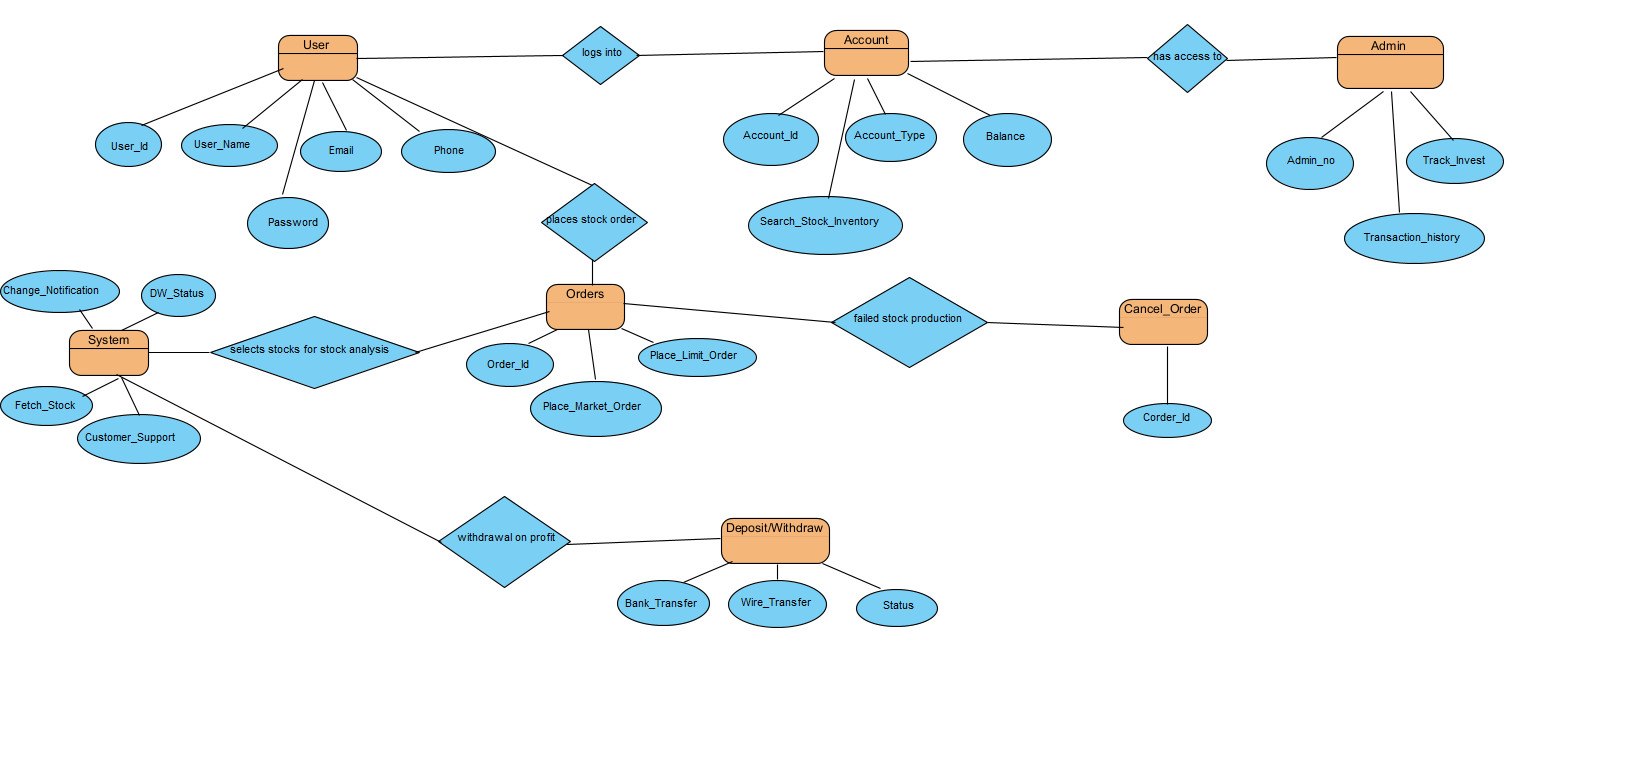 User
logs into
Account
has access to
Admin
User_Id
User_Name
Email
Phone
Account_Id
Account_Type
Balance
Admin_no
Track_Invest
Password
places stock order
Search_Stock_Inventory
Transaction_history
Change_Notification
DW_Status
Orders
failed stock production
Cancel_Order
System
selects stocks for stock analysis
Order_Id
Place_Limit_Order
Fetch_Stock
Customer_Support
Place_Market_Order
Corder_Id
withdrawal on profit
Deposit/Withdraw
Bank_Transfer
Wire_Transfer
Status